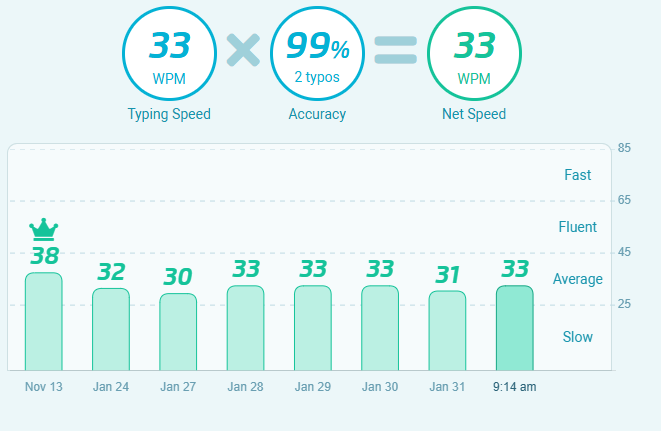 33 99% 33
WPM 2 typos WPM
Typing Speed Accuracy Net Speed
85
Fast
65
Fluent
45
38 32 30 33 33 33 31 33
Average
25
Slow
Nov 13 Jan 24 Jan 27 Jan 28 Jan 29 Jan 30 Jan 31 9:14 am